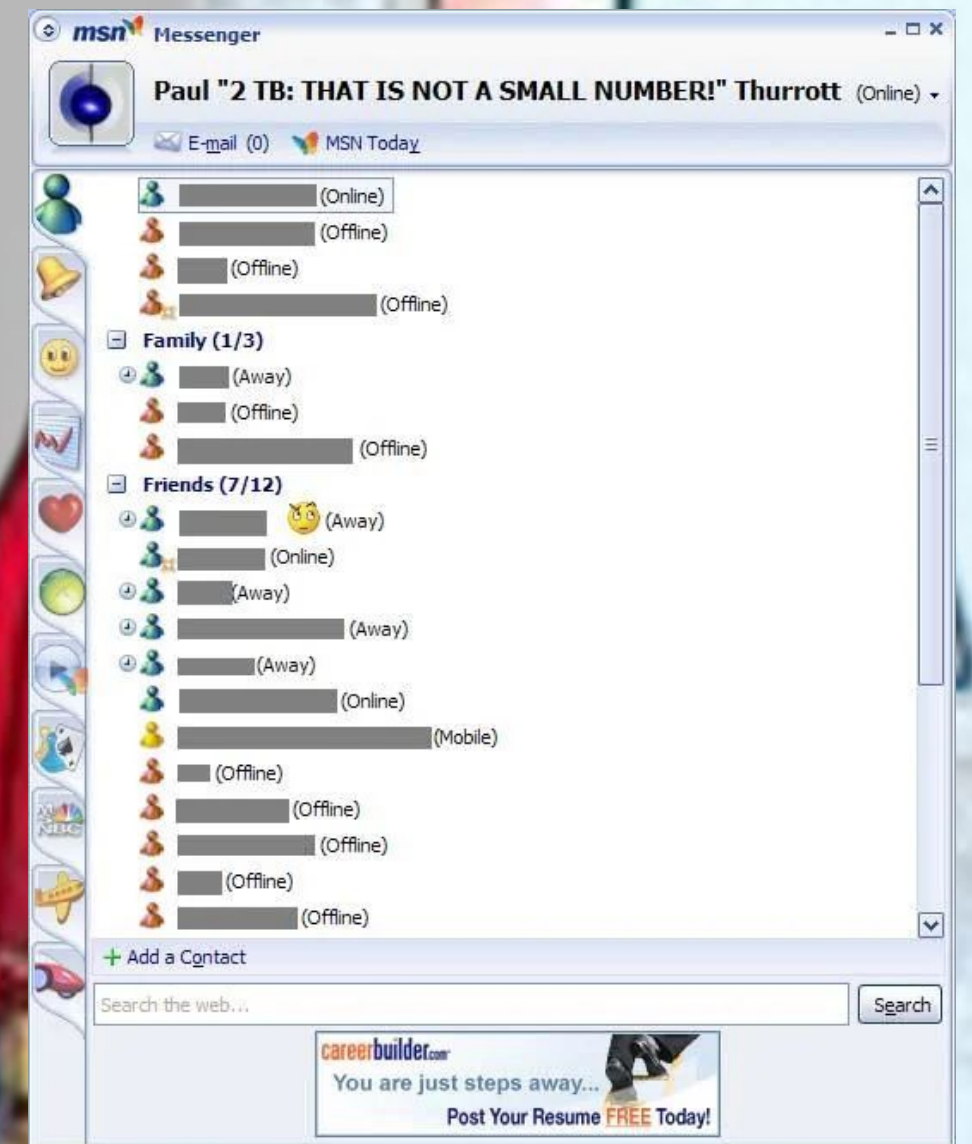 msn Messenger
Paul "2 TB: THAT IS NOT A SMALL NUMBER!" Thurrott (Online)
E-mail (0) MSN Today
(Online)
(Offline)
(Offline)
(Offline)
Family (1/3)
(Away)
(Offline)
(Offline)
Friends (7/12)
(Away)
(Online)
(Away)
(Away)
(Away)
(Online)
(Mobile)
(Offline)
(Offline)
(Offline)
(Offline)
(Offline)
NBC
+ Add a Contact
Search the web... Search
careerbuilder.com
You are just steps away...
Post Your Resume FREE Today!